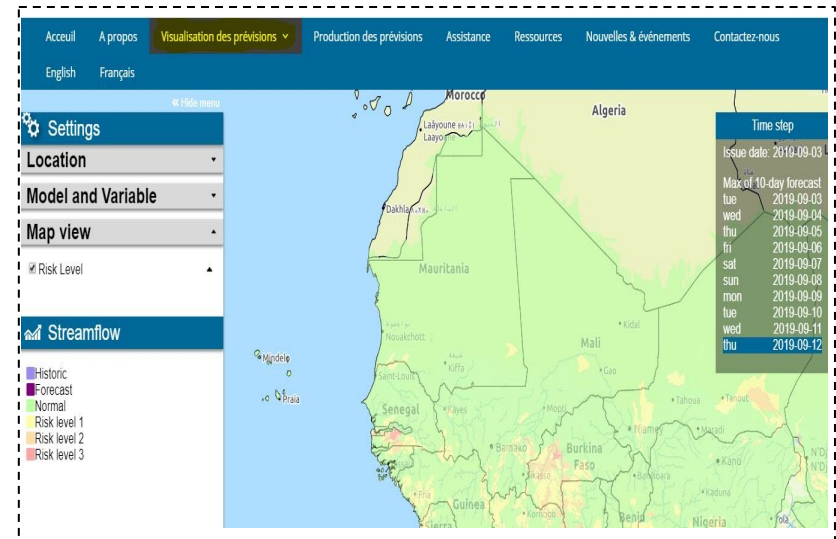 Acceuil A propos Visualisation des prévisions Production des prévisions Assistance Ressources Nouvelles & événements Contactez-nous
English Français
« Hide menu
Settings
Location
Model and Variable
Map view
Risk Level
Streamflow
Historic
Forecast
Normal
Risk level 1
Risk level 2
Risk level 3
Time step
Issue date: 2019-09-03
Max of 10-day forecast
tue 2019-09-03
wed 2019-09-04
thu 2019-09-05
fri 2019-09-06
sat 2019-09-07
sun 2019-09-08
mon 2019-09-09
tue 2019-09-10
wed 2019-09-11
thu 2019-09-12
Morocco
Algeria
Laâyoune
Dakhla
Mauritania
Nouakchott
Kidal
Mali
Mindelo
Kiffa
Gao
Saint-Louis
Praia
Tahoua
Tanout
Senegal
Kayes
Mopti
Niamey
Maradi
Bamako
Burkina
Faso
Kano
Sikasso
Kaduna
Guinea
Korhogo
Benin
Nigeria
Yola
Sierra